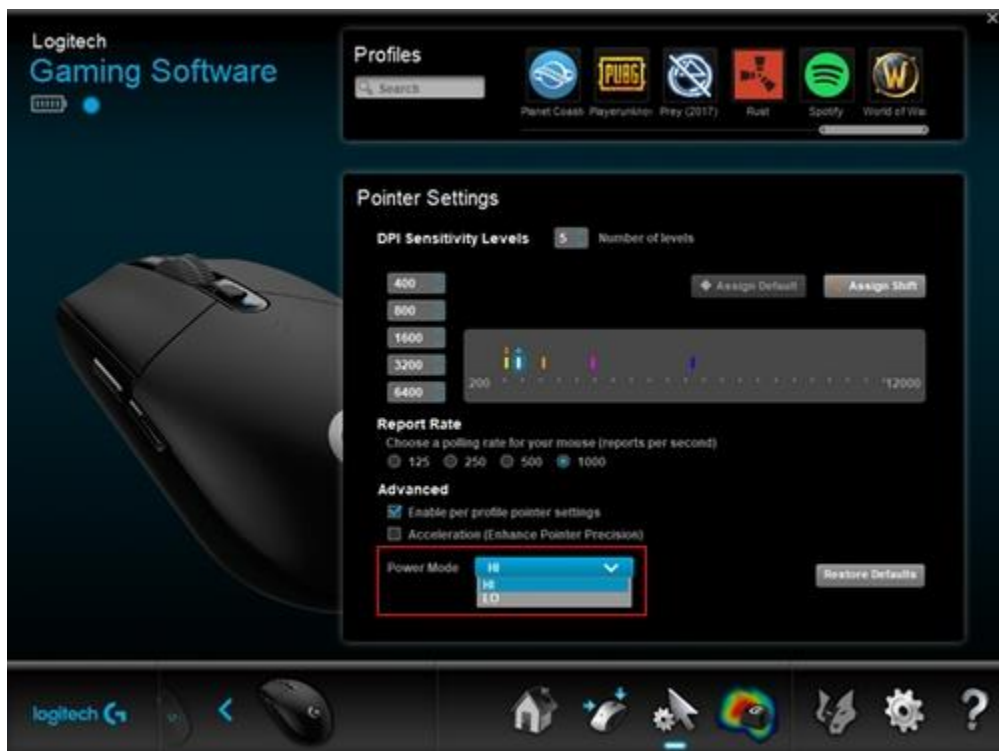 Logitech
Gaming Software
Profiles
Search
Planet Coast Playerunkno Prey (2017) Rust Spotify World of War
PUBG
Pointer Settings
DPI Sensitivity Levels 5 Number of levels
400
Assign Default Assign Shift
800
1600
3200
6400
200 12000
Report Rate
Choose a polling rate for your mouse (reports per second)
125 250 500 1000
Advanced
Enable per profile pointer settings
Acceleration (Enhance Pointer Precision)
Power Mode HI
HI
LO
Restore Defaults
logitech G
?